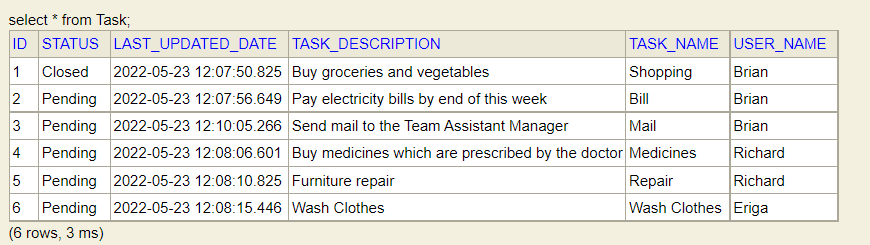 select * from Task;
ID STATUS LAST_UPDATED_DATE TASK_DESCRIPTION TASK_NAME USER_NAME
1 Closed 2022-05-23 12:07:50.825 Buy groceries and vegetables Shopping Brian
2 Pending 2022-05-23 12:07:56.649 Pay electricity bills by end of this week Bill Brian
3 Pending 2022-05-23 12:10:05.266 Send mail to the Team Assistant Manager Mail Brian
4 Pending 2022-05-23 12:08:06.601 Buy medicines which are prescribed by the doctor Medicines Richard
5 Pending 2022-05-23 12:08:10.825 Furniture repair Repair Richard
6 Pending 2022-05-23 12:08:15.446 Wash Clothes Wash Clothes Eriga
(6 rows, 3 ms)